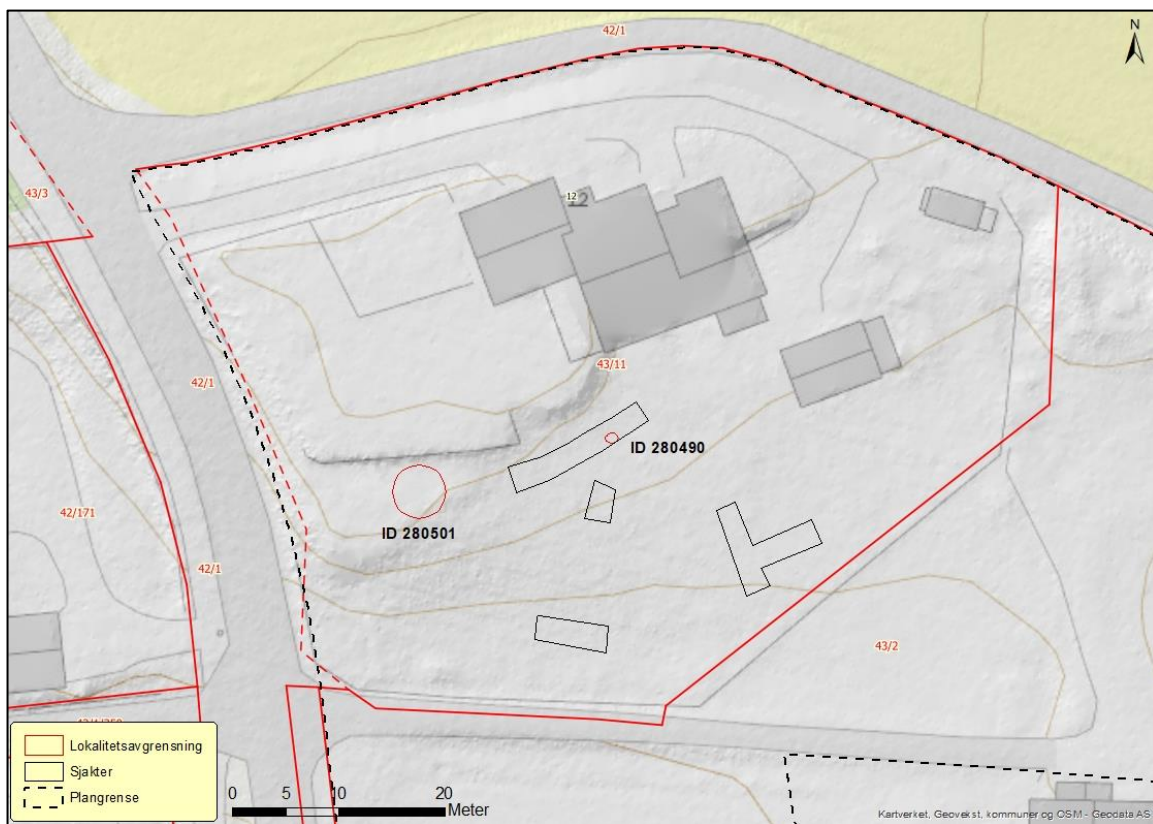 42/1
N
43/3
12
12
42/1
43/11
ID 280490
42/171
ID 280501
42/1
43/2
Lokalitetsavgrensning
Sjakter
Plangrense
0 5 10 20
Meter
Kartverket, Geovekst, kommuner og OSM - Geodata AS